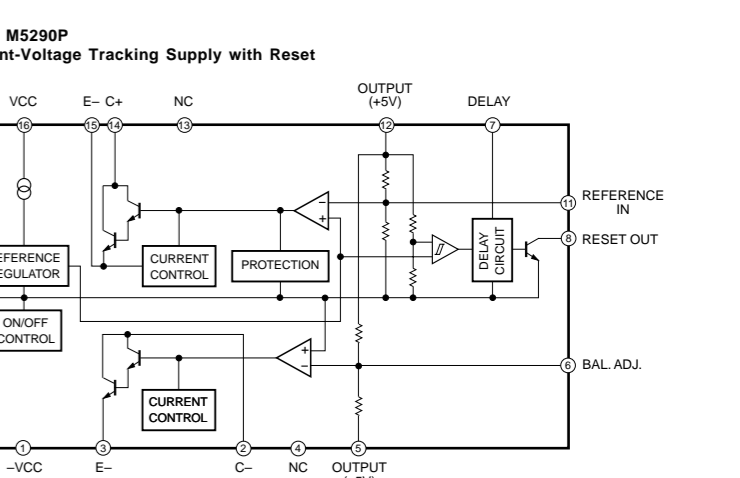 M5290P
nt-Voltage Tracking Supply with Reset
VCC
E– C+
NC
OUTPUT
(+5V)
DELAY
16
15
14
13
12
7
REFERENCE
IN
11
RESET OUT
8
–
+
EFERENCE
EGULATOR
CURRENT
CONTROL
PROTECTION
DELAY
CIRCUIT
ON/OFF
CONTROL
+
–
BAL. ADJ.
6
CURRENT
CONTROL
1
3
2
4
5
–VCC
E–
C–
NC
OUTPUT